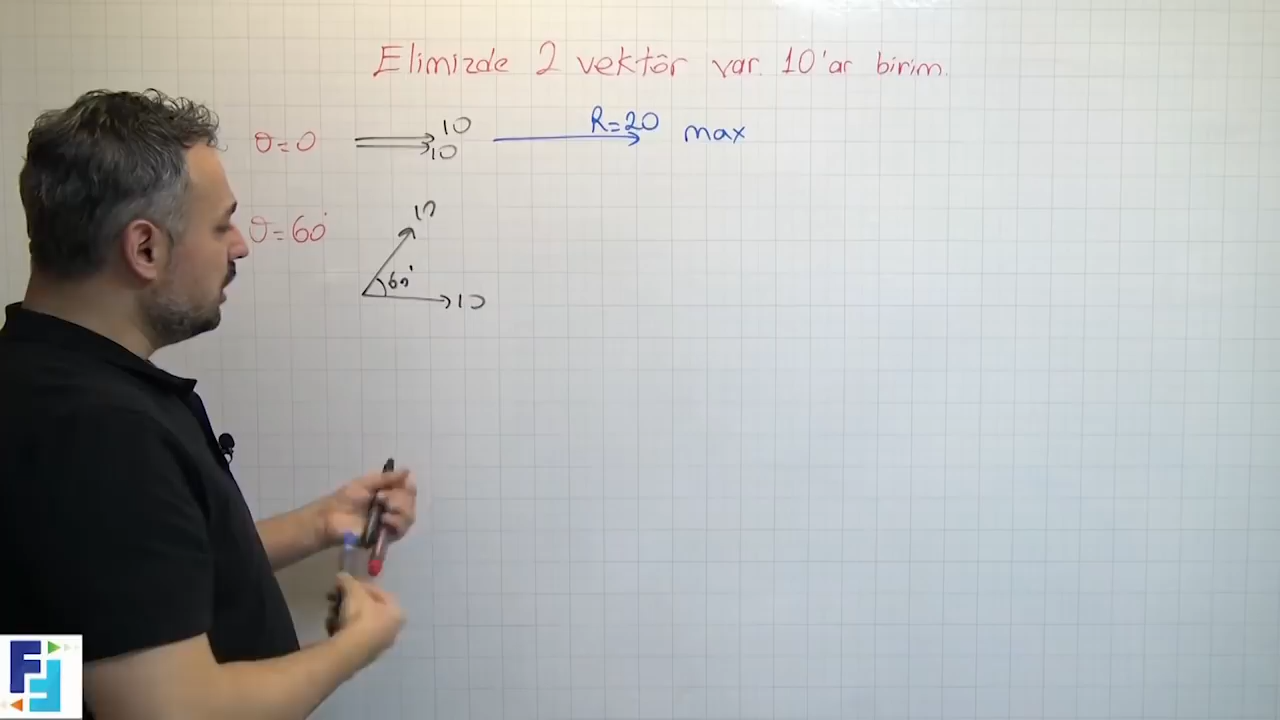 Elimizde 2 vektör var. 10'ar birim.
θ=0 10 10 R=20 max
θ=60° 10 60° 10